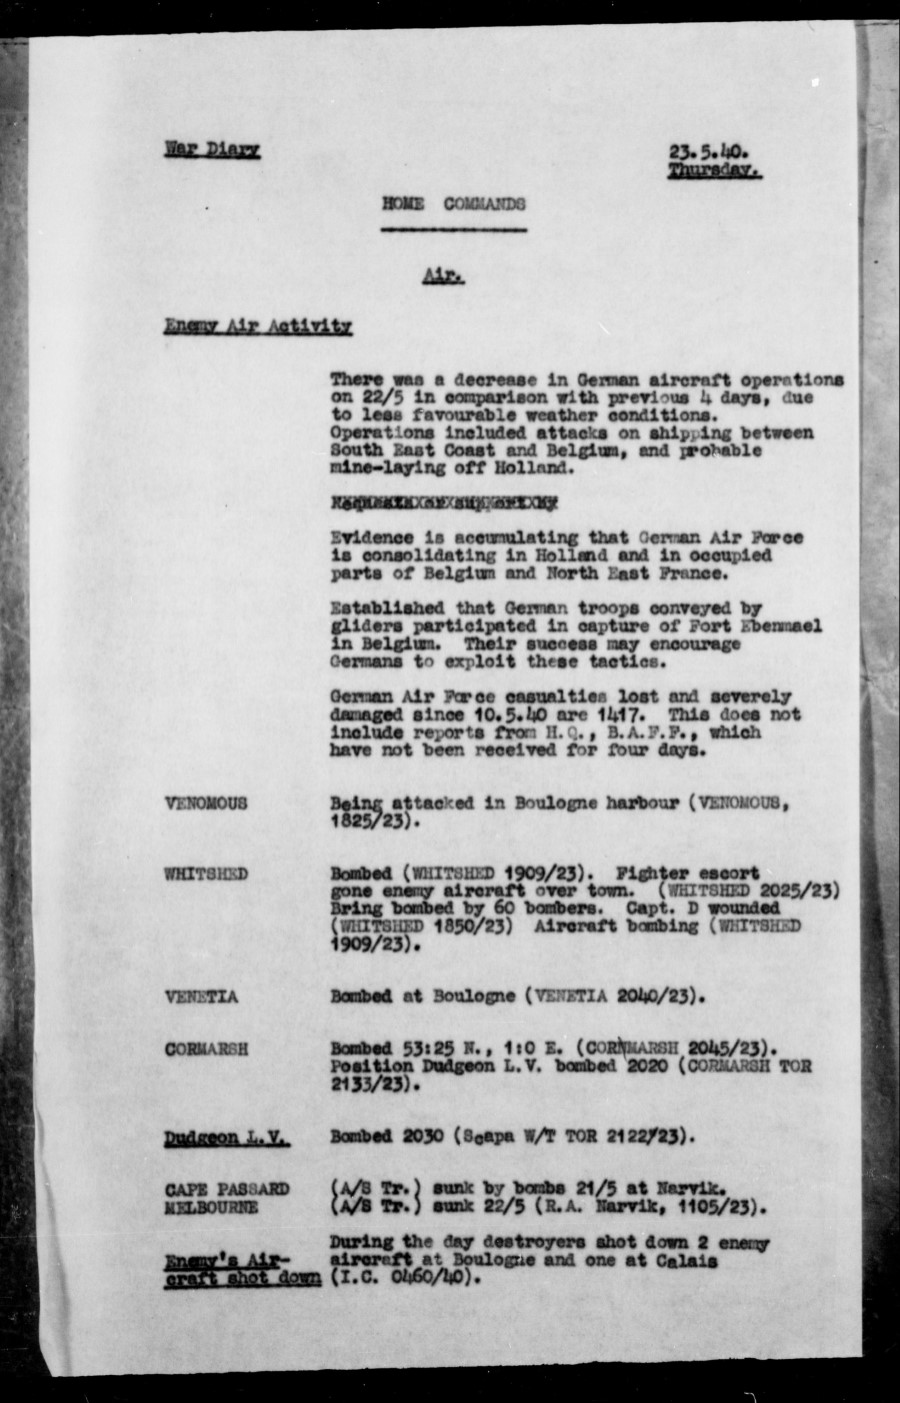 War Diary
23.5.40.
Thursday.
HOME COMMANDS
Air.
Enemy Air Activity
There was a decrease in German aircraft operations
on 22/5 in comparison with previous 4 days, due
to less favourable weather conditions.
Operations included attacks on shipping between
South East Coast and Belgium, and probable
mine-laying off Holland.
Evidence is accumulating that German Air Force
is consolidating in Holland and in occupied
parts of Belgium and North East France.
Established that German troops conveyed by
gliders participated in capture of Fort Ebenmael
in Belgium. Their success may encourage
Germans to exploit these tactics.
German Air Force casualties lost and severely
damaged since 10.5.40 are 1417. This does not
include reports from H.Q., B.A.F.F., which
have not been received for four days.
VENOMOUS Being attacked in Boulogne harbour (VENOMOUS,
1825/23).
WHITSHED Bombed (WHITSHED 1909/23). Fighter escort
gone enemy aircraft over town. (WHITSHED 2025/23)
Bring bombed by 60 bombers. Capt. D wounded
(WHITSHED 1850/23) Aircraft bombing (WHITSHED
1909/23).
VENETIA Bombed at Boulogne (VENETIA 2040/23).
CORMARSH Bombed 53:25 N., 1:0 E. (CORMARSH 2045/23).
Position Dudgeon L.V. bombed 2020 (CORMARSH TOR
2133/23).
Dudgeon L.V. Bombed 2030 (Scapa W/T TOR 2122/23).
CAPE PASSARD (A/S Tr.) sunk by bombs 21/5 at Narvik.
MELBOURNE (A/S Tr.) sunk 22/5 (R.A. Narvik, 1105/23).
During the day destroyers shot down 2 enemy
Enemy's Air- aircraft at Boulogne and one at Calais
craft shot down (I.C. 0460/40).